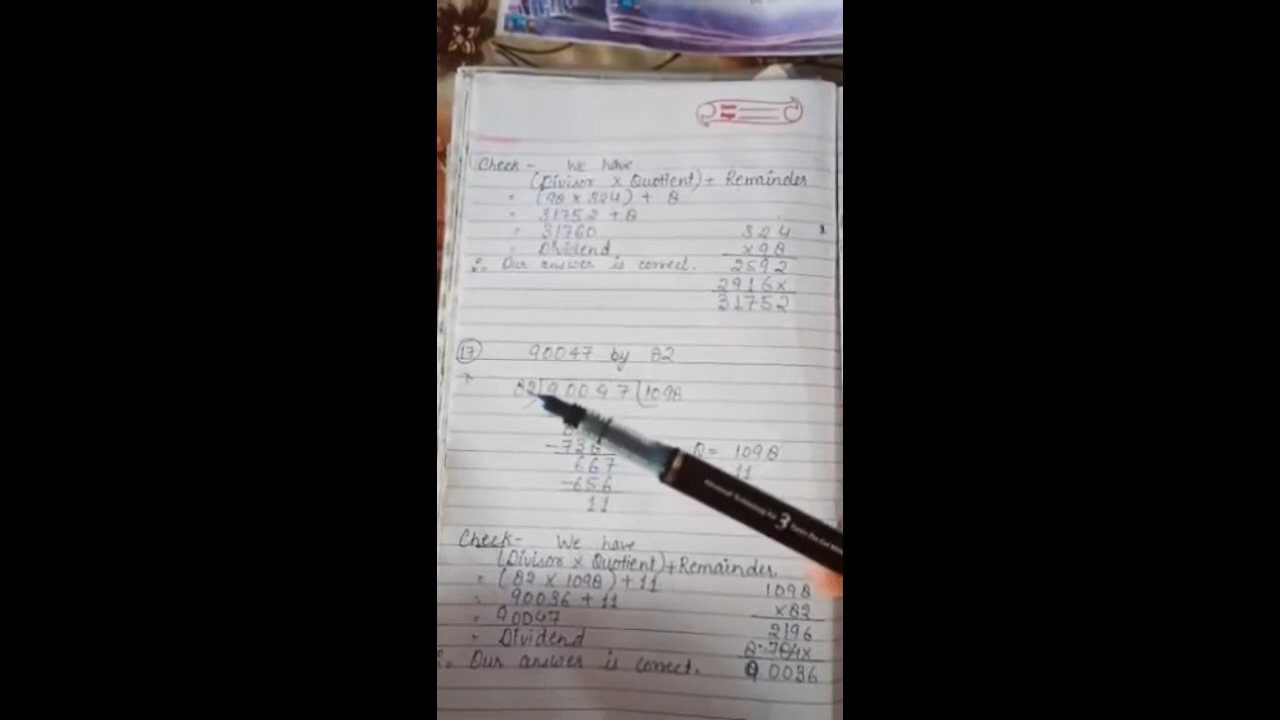 Check - We have
(Divisor x Quotient) + Remainder
= (98 x 324) + 8
= 31752 + 8
= 31760
= Dividend
∴ Our answer is correct.
324
x98
2592
2916x
31752
17 90047 by 82
82 90047 1098
-738
667
-656
11
Q = 1098
11
Check - We have
(Divisor x Quotient) + Remainder
= (82 x 1098) + 11
= 90036 + 11
= 90047
= Dividend
∴ Our answer is correct.
1098
x82
2196
8784x
90036
3